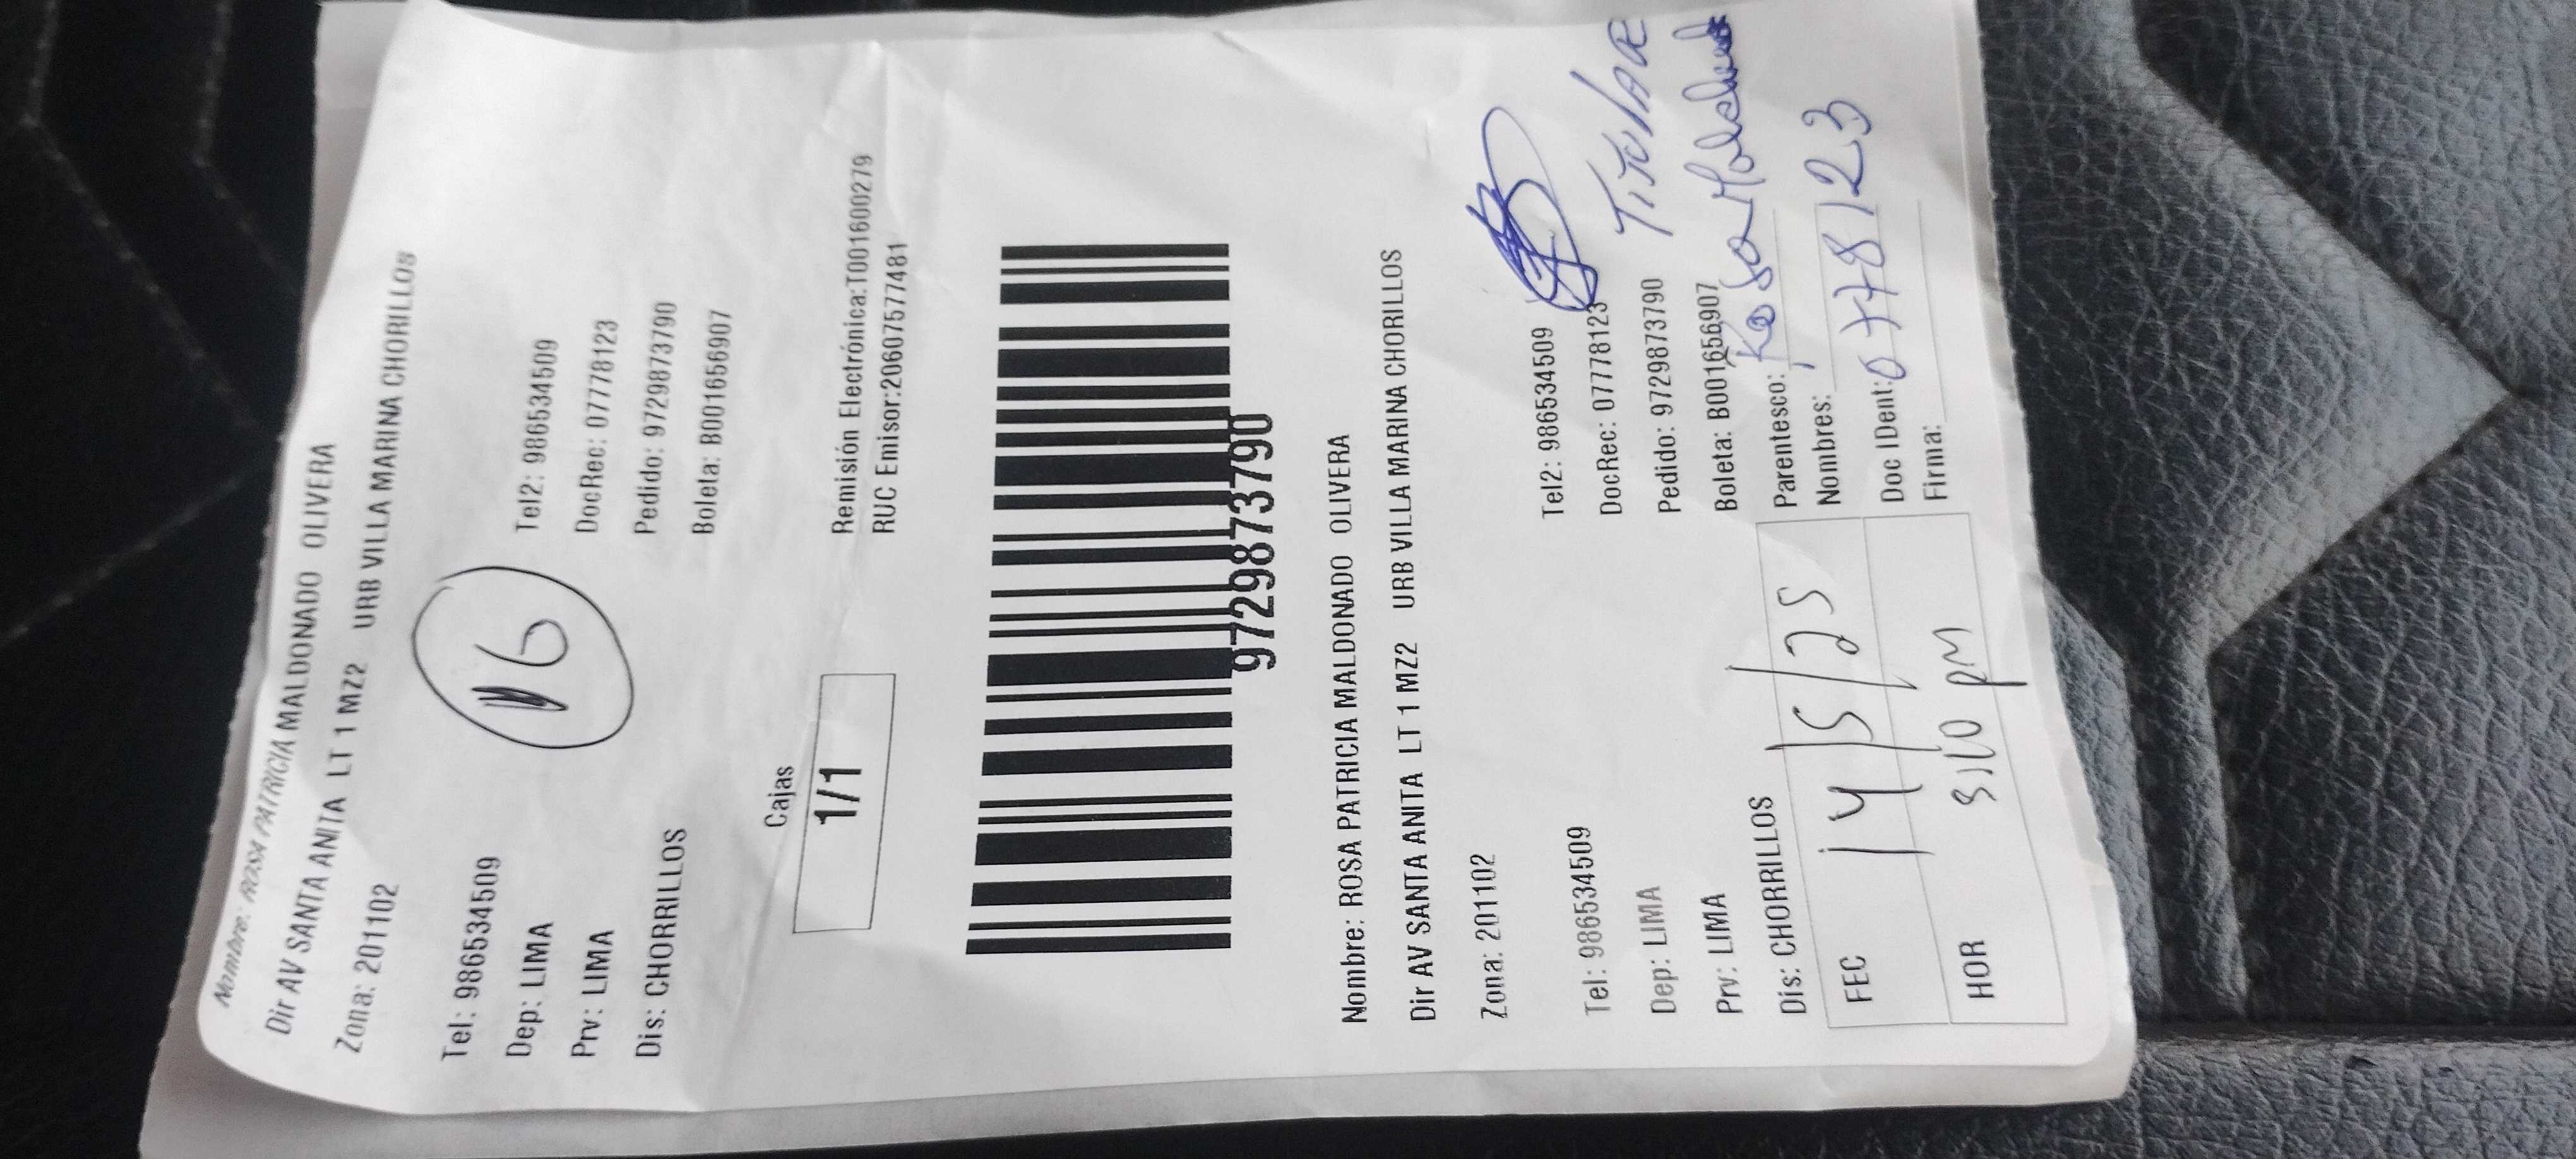 Nombre: ROSA PATRICIA MALDONADO OLIVERA
Dir AV SANTA ANITA LT 1 MZ2 URB VILLA MARINA CHORILLOS
Zona: 201102
Tel: 986534509 Tel2: 986534509
Dep: LIMA DocRec: 07778123
Prv: LIMA Pedido: 9729873790
Dis: CHORRILLOS Boleta: B001656907
6
Cajas
1/1
Remisión Electrónica:T001600279
RUC Emisor:20607577481
9729873790
Nombre: ROSA PATRICIA MALDONADO OLIVERA
Dir AV SANTA ANITA LT 1 MZ2 URB VILLA MARINA CHORILLOS
Zona: 201102
Tel: 986534509 Tel2: 986534509
Dep: LIMA DocRec: 07778123
Prv: LIMA Pedido: 9729873790
Dis: CHORRILLOS Boleta: B001656907
Titular
Parentesco: Rosa Maldonado
Nombres:
Doc IDent: 07778123
Firma:
FEC 14/5/25
HOR 3:10 PM